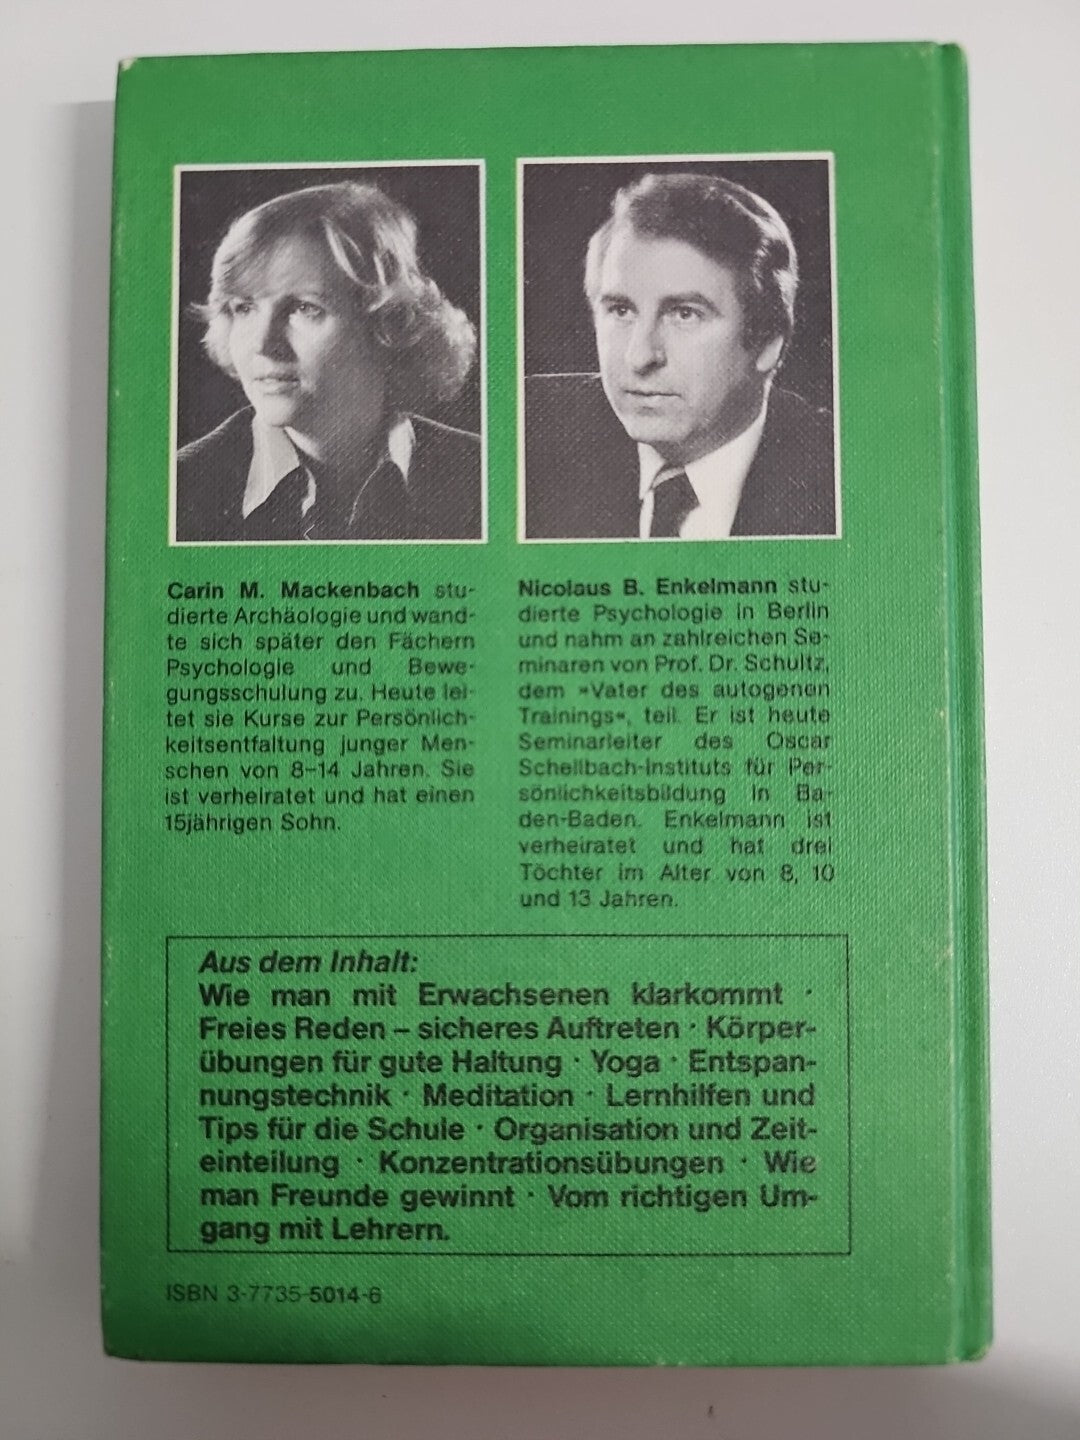 Carin M. Mackenbach stu-
dierte Archäologie und wand-
te sich später den Fächern
Psychologie und Bewe-
gungsschulung zu. Heute lei-
tet sie Kurse zur Persönlich-
keitsentfaltung junger Men-
schen von 8–14 Jahren. Sie
ist verheiratet und hat einen
15jährigen Sohn.
Nicolaus B. Enkelmann stu-
dierte Psychologie in Berlin
und nahm an zahlreichen Se-
minaren von Prof. Dr. Schultz,
dem »Vater des autogenen
Trainings«, teil. Er ist heute
Seminarleiter des Oscar
Schellbach-Instituts für Per-
sönlichkeitsbildung in Ba-
den-Baden. Enkelmann ist
verheiratet und hat drei
Töchter im Alter von 8, 10
und 13 Jahren.
Aus dem Inhalt:
Wie man mit Erwachsenen klarkommt ·
Freies Reden – sicheres Auftreten · Körper-
übungen für gute Haltung · Yoga · Entspan-
nungstechnik · Meditation · Lernhilfen und
Tips für die Schule · Organisation und Zeit-
einteilung · Konzentrationsübungen · Wie
man Freunde gewinnt · Vom richtigen Um-
gang mit Lehrern.
ISBN 3-7735-5014-6